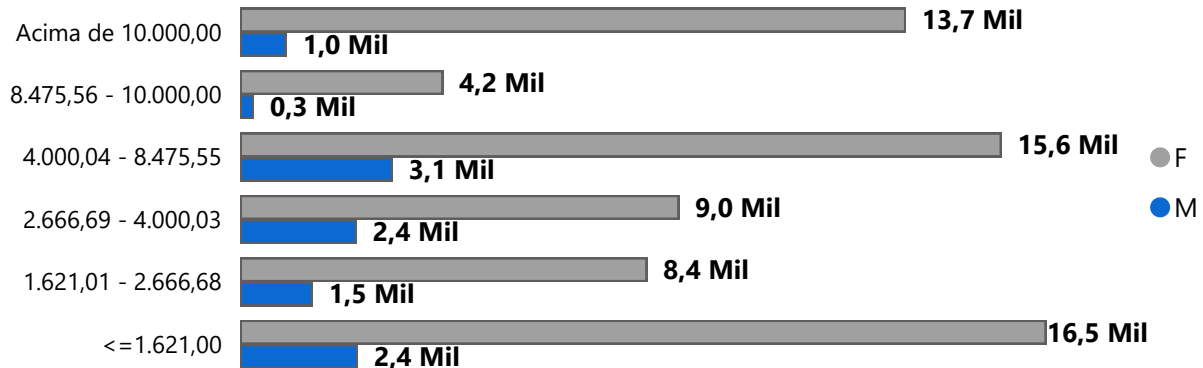 Acima de 10.000,00
13,7 Mil
1,0 Mil
8.475,56 - 10.000,00
4,2 Mil
0,3 Mil
4.000,04 - 8.475,55
15,6 Mil
3,1 Mil
2.666,69 - 4.000,03
9,0 Mil
2,4 Mil
1.621,01 - 2.666,68
8,4 Mil
1,5 Mil
<=1.621,00
16,5 Mil
2,4 Mil
F
M